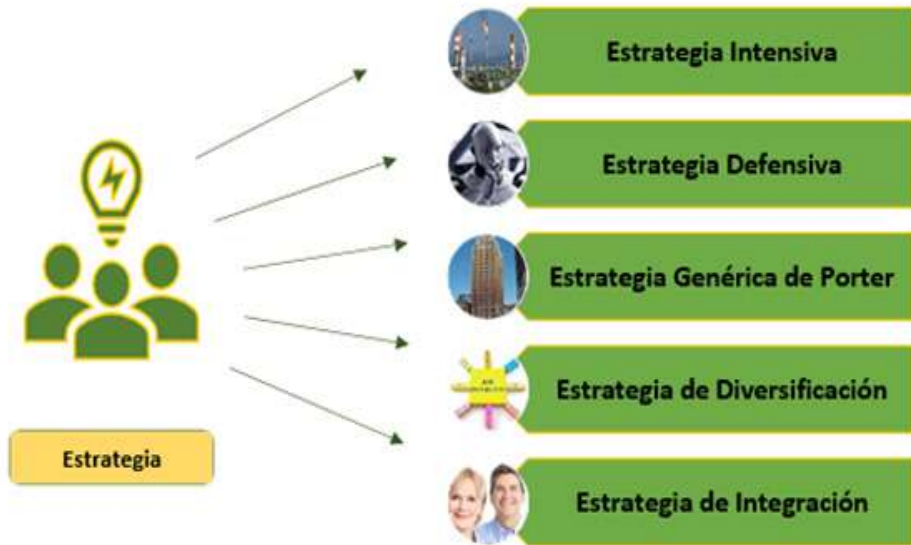 Estrategia Intensiva
Estrategia Defensiva
Estrategia Genérica de Porter
Estrategia de Diversificación
Estrategia de Integración
Estrategia